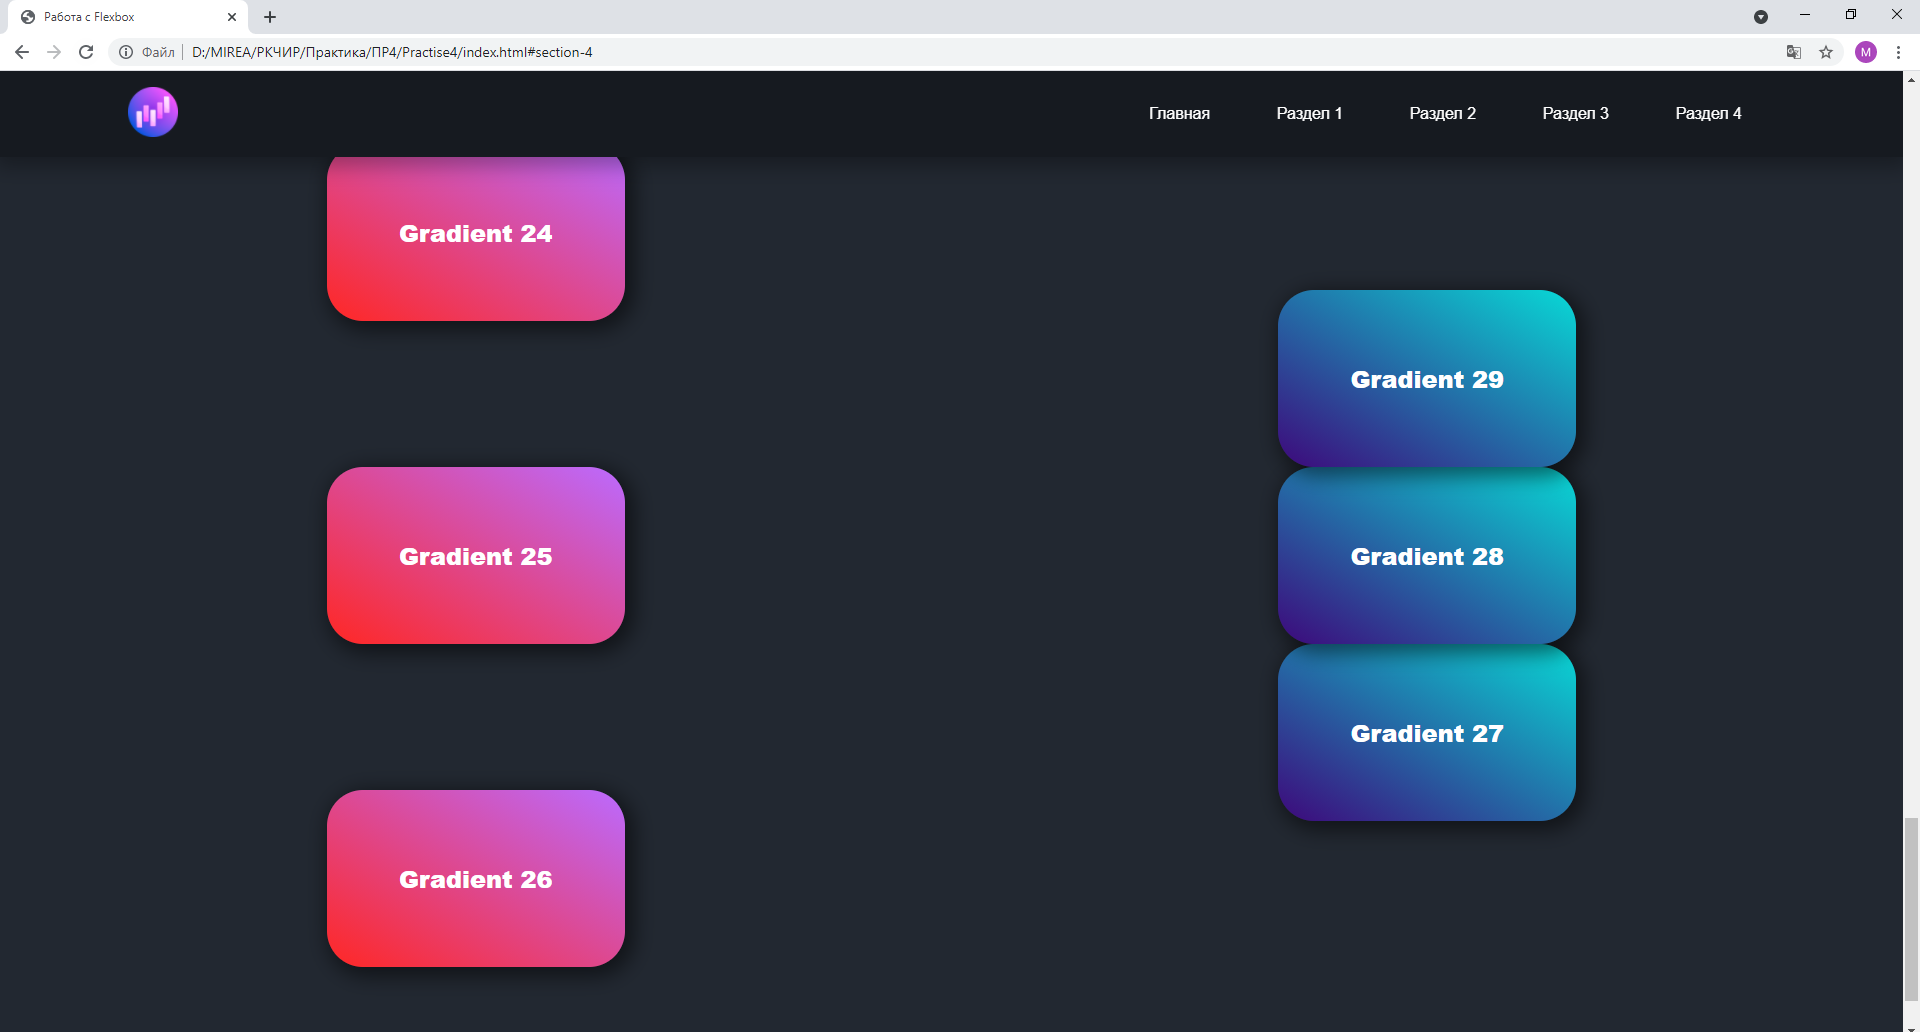 Работа с Flexbox
Файл D:/MIREA/РКЧИР/Практика/ПР4/Practise4/index.html#section-4
M
Главная Раздел 1 Раздел 2 Раздел 3 Раздел 4
Gradient 24
Gradient 29
Gradient 25
Gradient 28
Gradient 27
Gradient 26